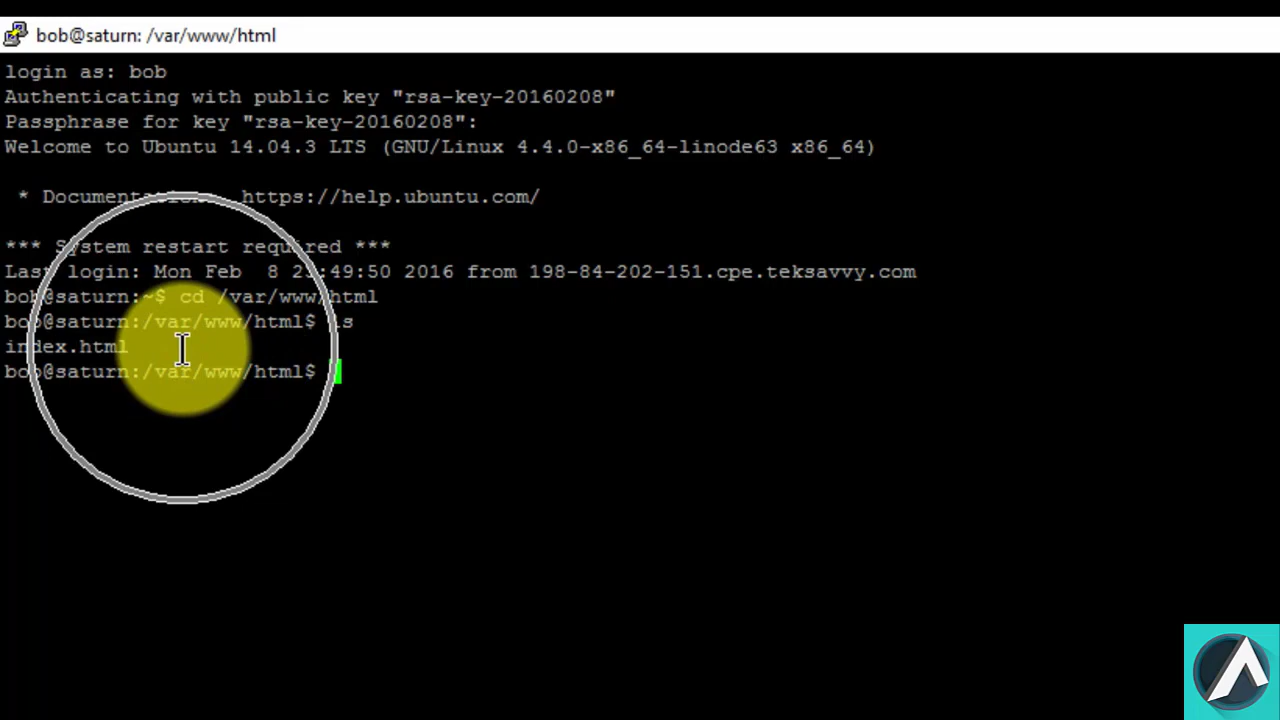 bob@saturn: /var/www/html
login as: bob
Authenticating with public key "rsa-key-20160208"
Passphrase for key "rsa-key-20160208":
Welcome to Ubuntu 14.04.3 LTS (GNU/Linux 4.4.0-x86_64-linode63 x86_64)
* Documentation: https://help.ubuntu.com/
*** System restart required ***
Last login: Mon Feb 8 23:49:50 2016 from 198-84-202-151.cpe.teksavvy.com
bob@saturn:~$ cd /var/www/html
bob@saturn:/var/www/html$ ls
index.html
bob@saturn:/var/www/html$